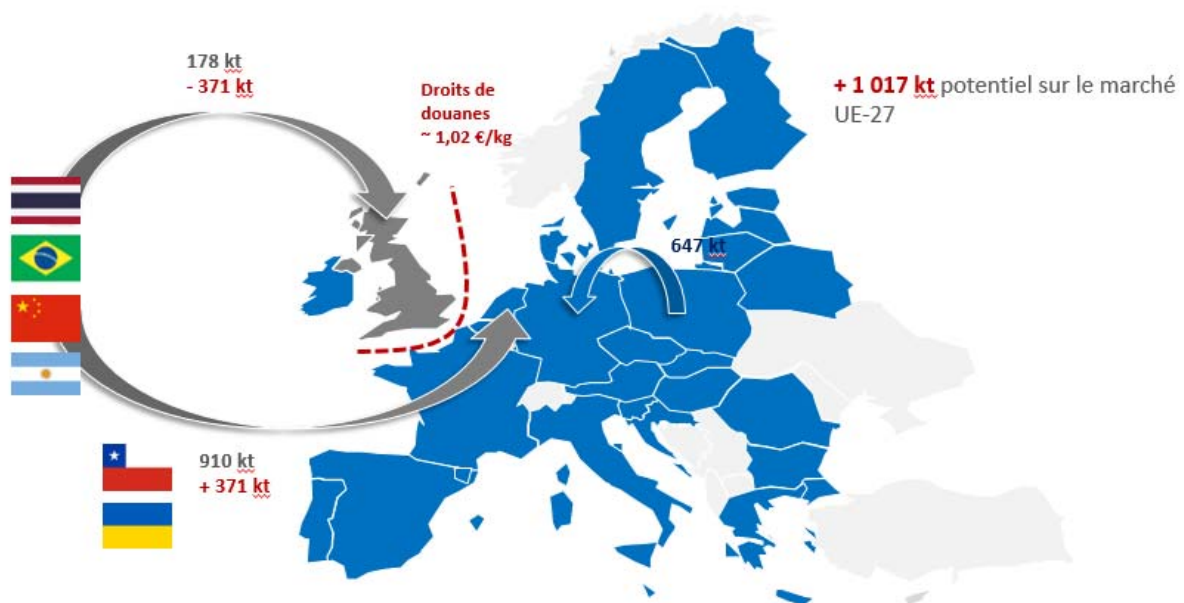 178 kt
- 371 kt
Droits de
douanes
~ 1,02 €/kg
+ 1 017 kt potentiel sur le marché
UE-27
647 kt
910 kt
+ 371 kt